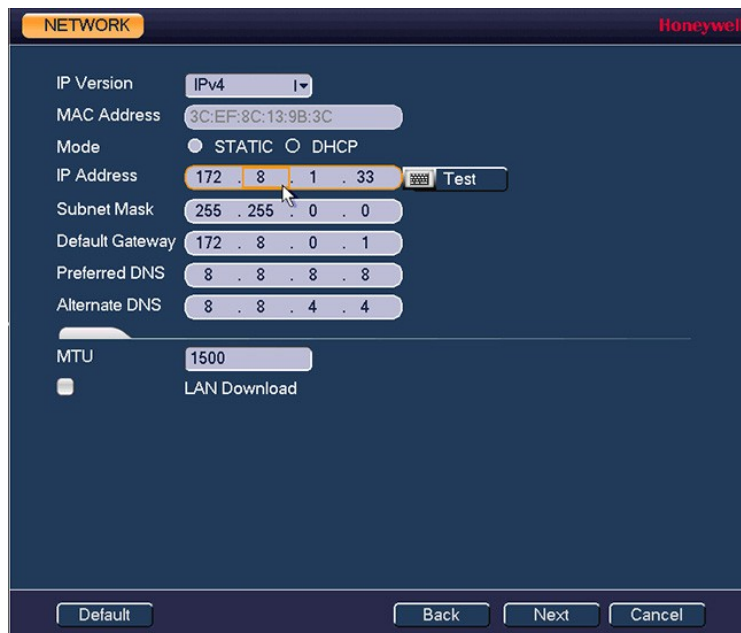 NETWORK Honeywell
IP Version IPv4
MAC Address 3C:EF:8C:13:9B:3C
Mode STATIC DHCP
IP Address 172 . 8 . 1 . 33 Test
Subnet Mask 255 . 255 . 0 . 0
Default Gateway 172 . 8 . 0 . 1
Preferred DNS 8 . 8 . 8 . 8
Alternate DNS 8 . 8 . 4 . 4
MTU 1500
LAN Download
Default Back Next Cancel